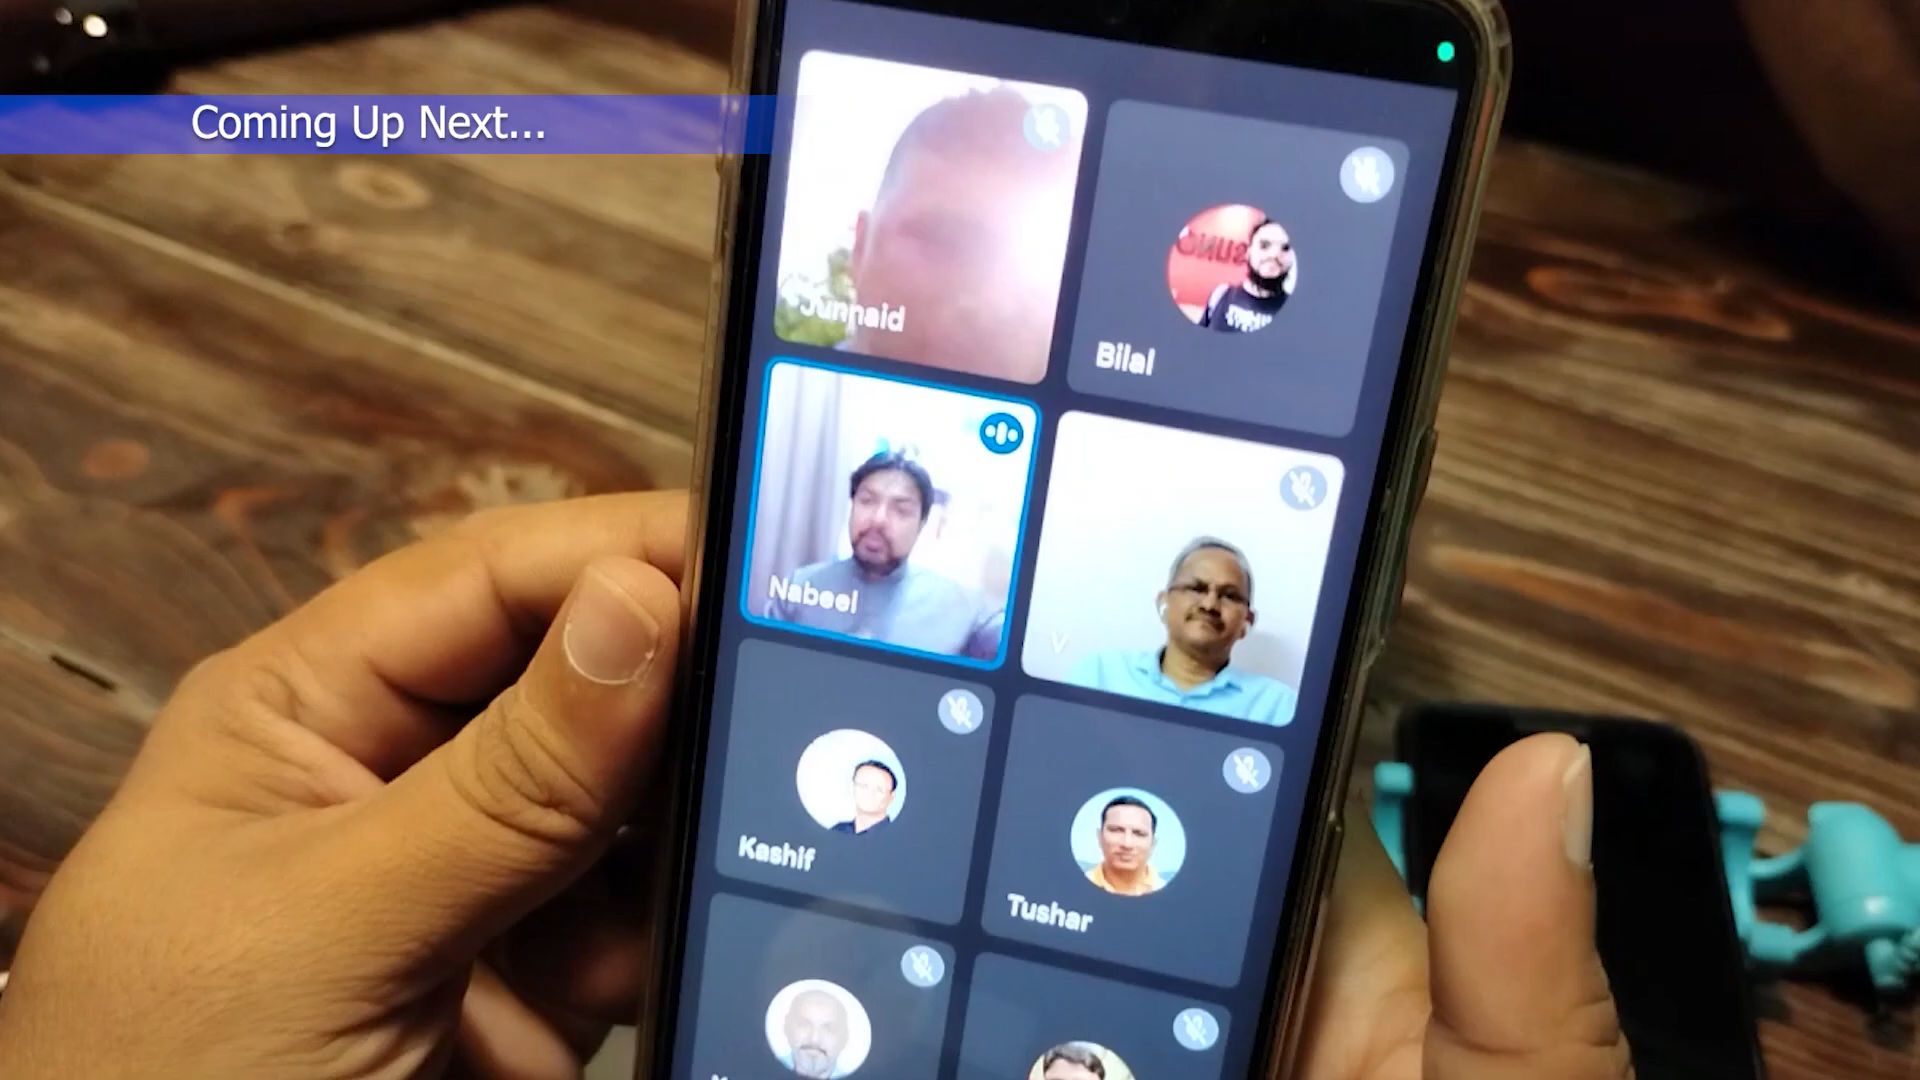 Coming Up Next...
Junnaid
Bilal
Nabeel
V
Kashif
Tushar